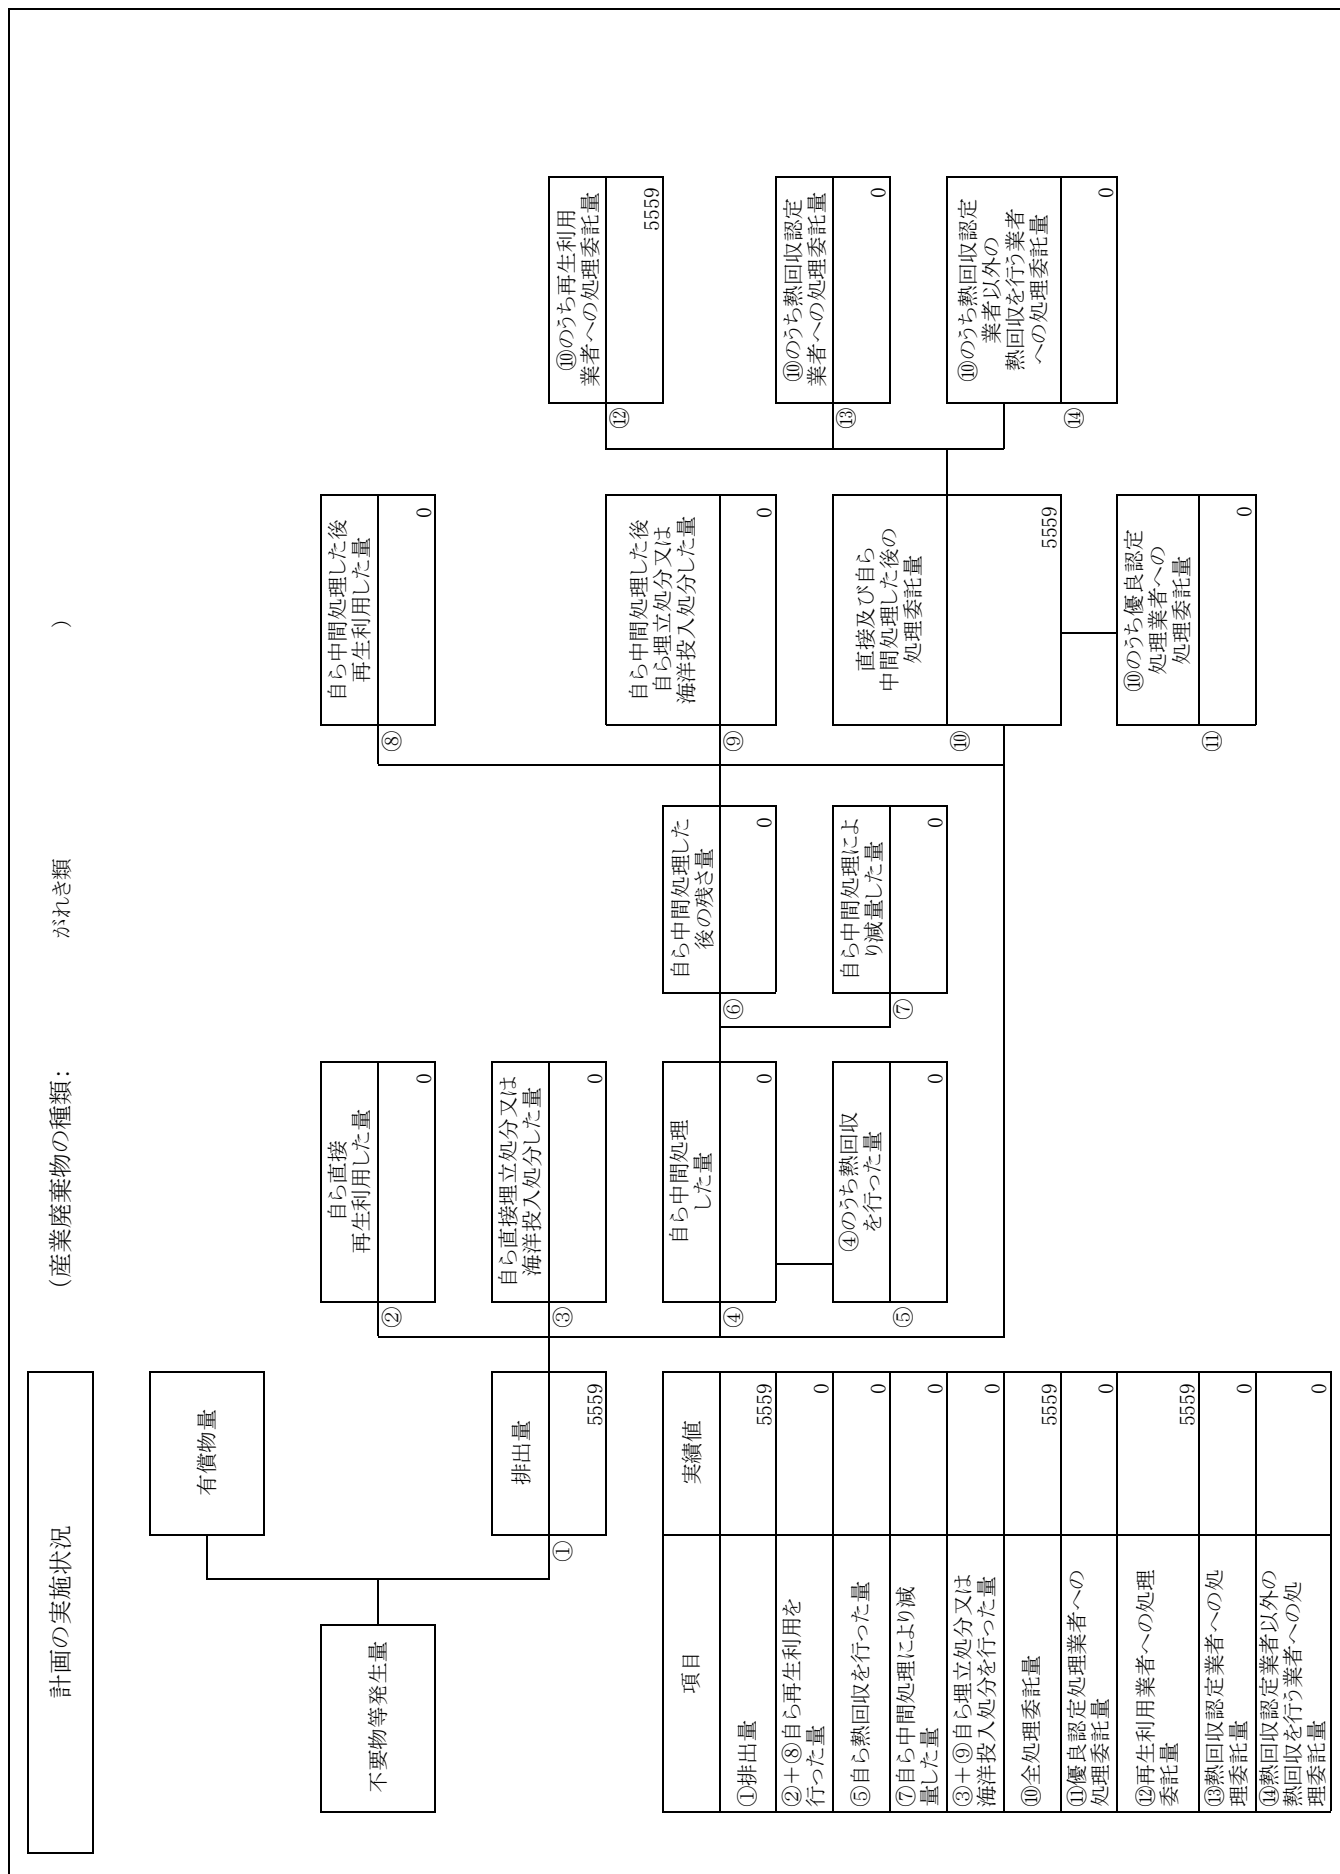 計画の実施状況
(産業廃棄物の種類：
がれき類
)
有償物量
不要物等発生量
①
排出量
5559
②
自ら直接
再生利用した量
0
③
自ら直接埋立処分又は
海洋投入処分した量
0
④
自ら中間処理
した量
0
⑤
④のうち熱回収
を行った量
0
⑥
自ら中間処理した
後の残さ量
0
⑦
自ら中間処理によ
り減量した量
0
⑧
自ら中間処理した後
再生利用した量
0
⑨
自ら中間処理した後
自ら埋立処分又は
海洋投入処分した量
0
⑩
直接及び自ら
中間処理した後の
処理委託量
5559
⑪
⑩のうち優良認定
処理業者への
処理委託量
0
⑫
⑩のうち再生利用
業者への処理委託量
5559
⑬
⑩のうち熱回収認定
業者への処理委託量
0
⑭
⑩のうち熱回収認定
業者以外の
熱回収を行う業者
への処理委託量
0
項目
実績値
①排出量
5559
②＋⑧自ら再生利用を
行った量
0
⑤自ら熱回収を行った量
0
⑦自ら中間処理により減
量した量
0
③＋⑨自ら埋立処分又は
海洋投入処分を行った量
0
⑩全処理委託量
5559
⑪優良認定処理業者への
処理委託量
0
⑫再生利用業者への処理
委託量
5559
⑬熱回収認定業者への処
理委託量
0
⑭熱回収認定業者以外の
熱回収を行う業者への処
理委託量
0